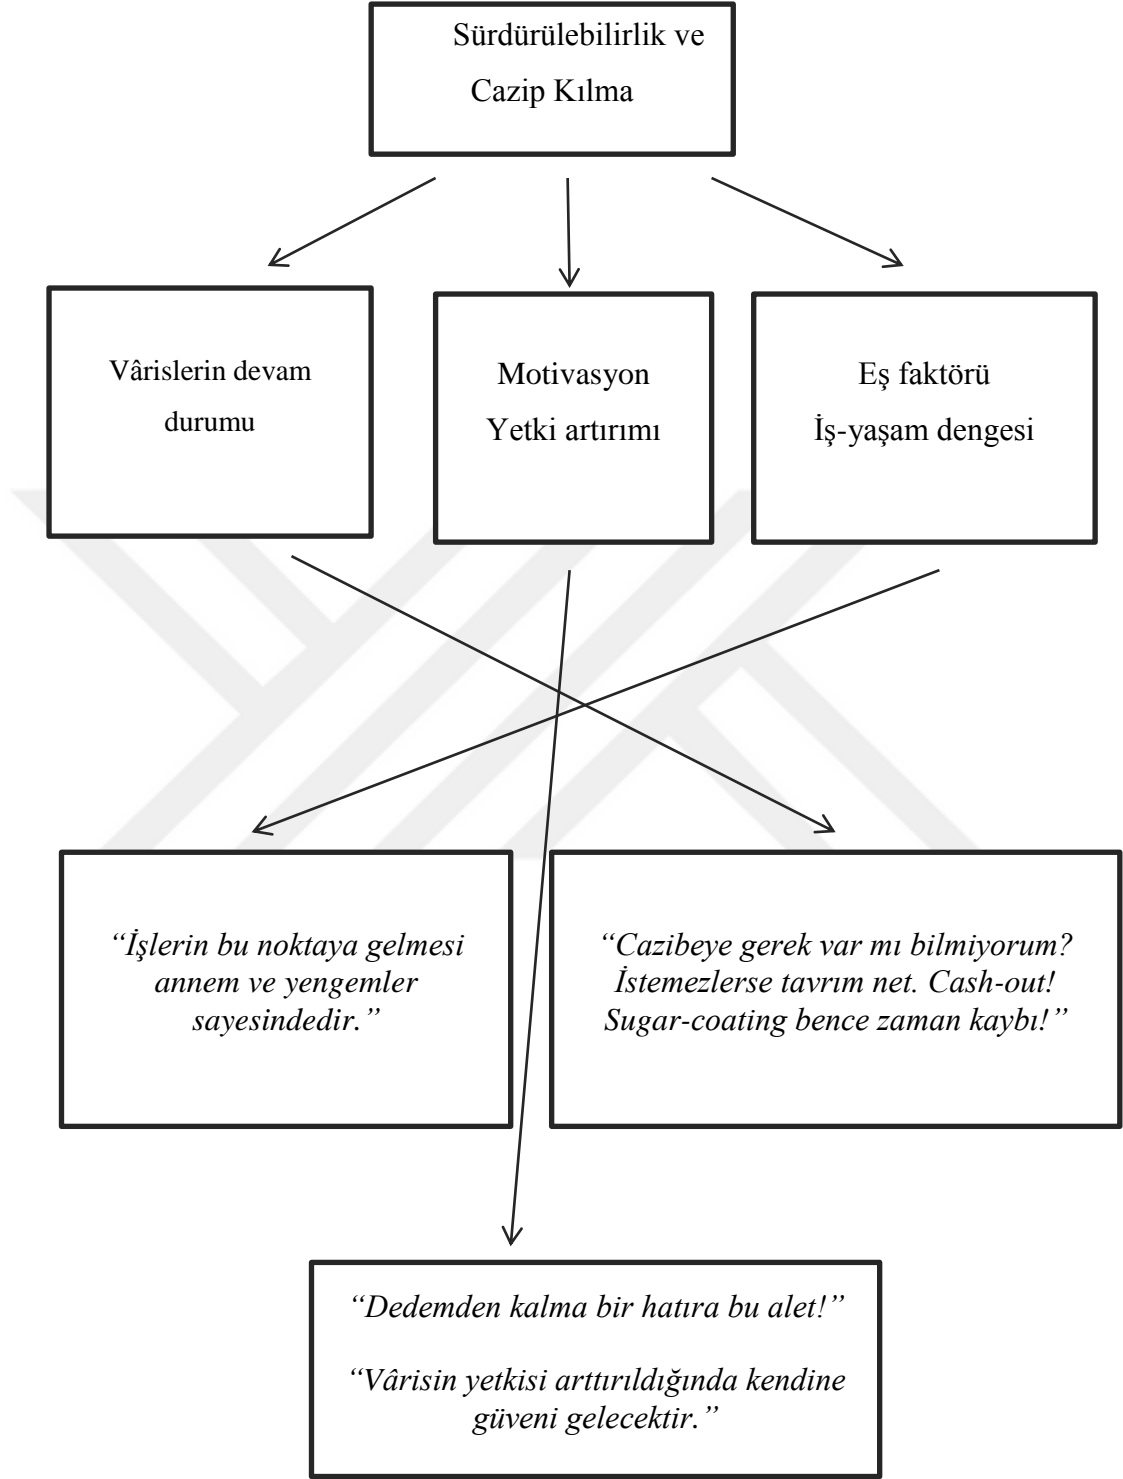 Sürdürülebilirlik ve
Cazip Kılma
Vârislerin devam
durumu
Motivasyon
Yetki artırımı
Eş faktörü
İş-yaşam dengesi
“İşlerin bu noktaya gelmesi
annem ve yengemler
sayesindedir.”
“Cazibeye gerek var mı bilmiyorum?
İstemezlerse tavrım net. Cash-out!
Sugar-coating bence zaman kaybı!”
“Dedemden kalma bir hatıra bu alet!”
“Vârisin yetkisi arttırıldığında kendine
güveni gelecektir.”